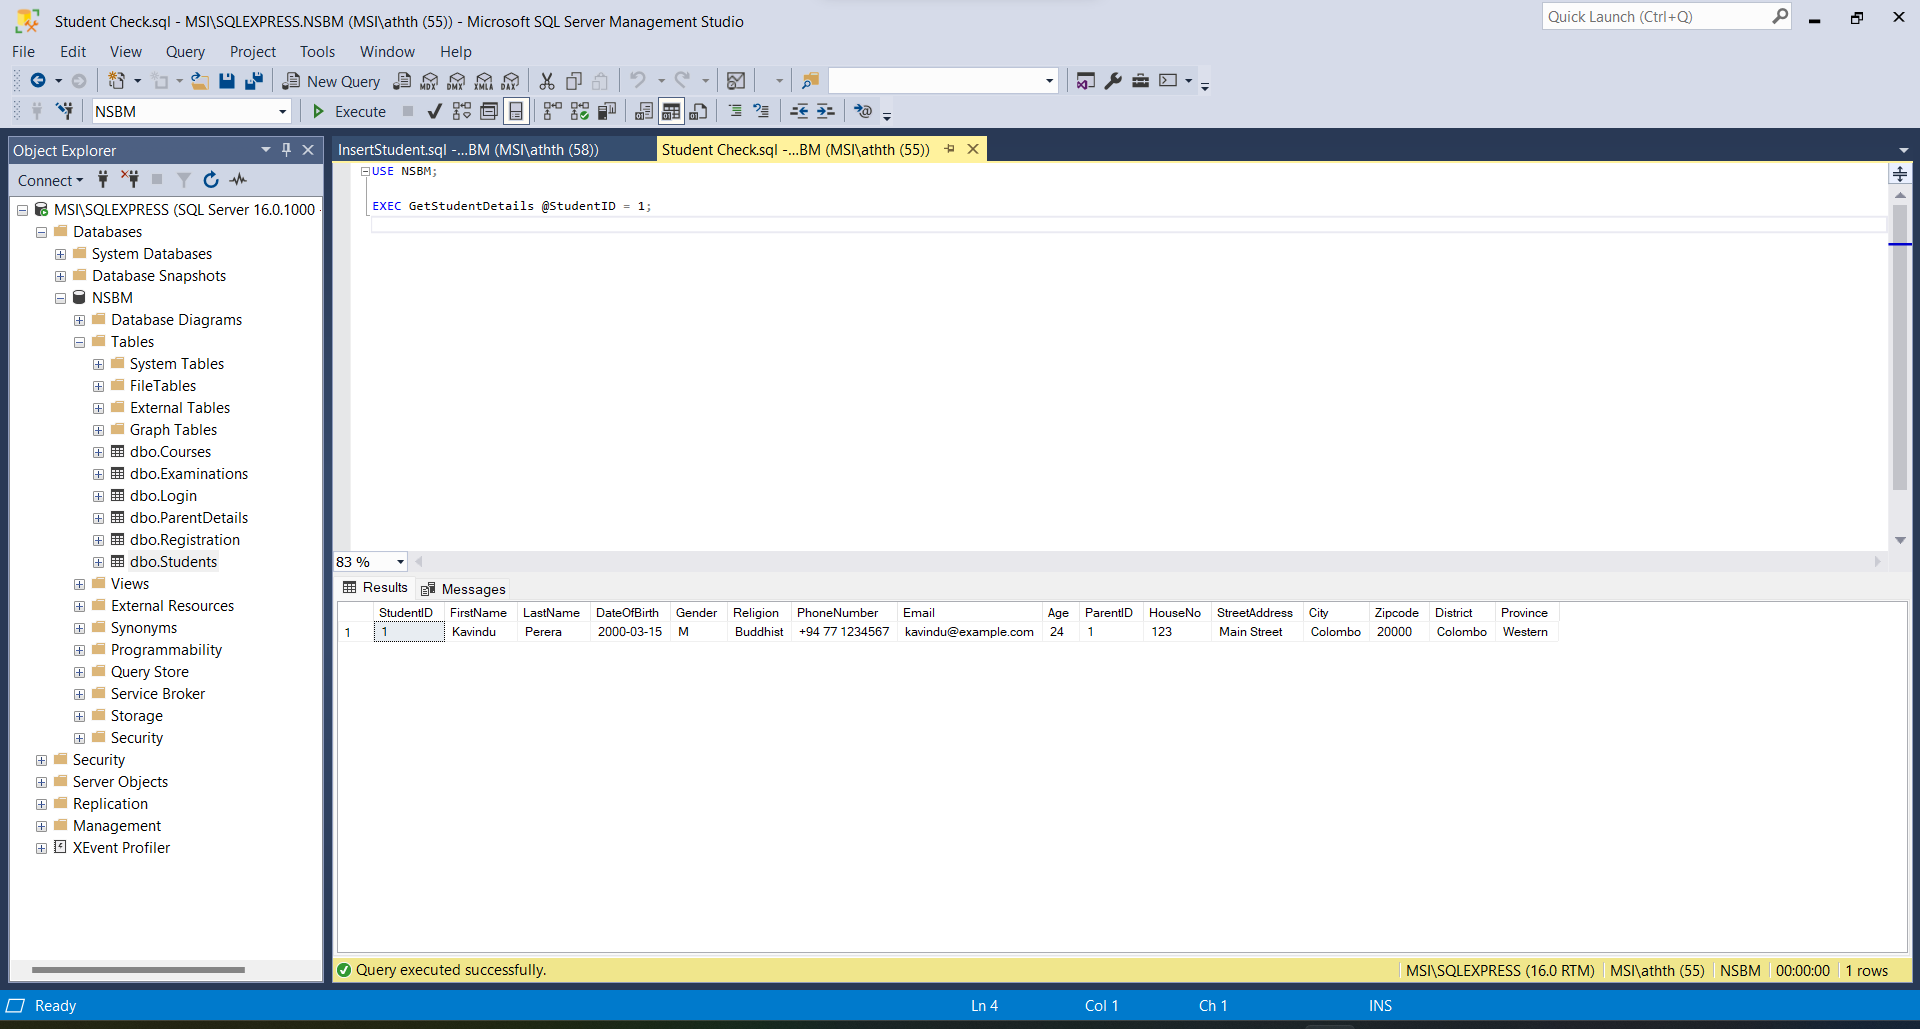 Student Check.sql - MSI\SQLEXPRESS.NSBM (MSI\athth (55)) - Microsoft SQL Server Management Studio
Quick Launch (Ctrl+Q)
File Edit View Query Project Tools Window Help
New Query MDX DMX XMLA DAX
NSBM Execute
Object Explorer
Connect
MSI\SQLEXPRESS (SQL Server 16.0.1000 -
Databases
System Databases
Database Snapshots
NSBM
Database Diagrams
Tables
System Tables
FileTables
External Tables
Graph Tables
dbo.Courses
dbo.Examinations
dbo.Login
dbo.ParentDetails
dbo.Registration
dbo.Students
Views
External Resources
Synonyms
Programmability
Query Store
Service Broker
Storage
Security
Security
Server Objects
Replication
Management
XEvent Profiler
InsertStudent.sql -...BM (MSI\athth (58)) Student Check.sql -...BM (MSI\athth (55))
USE NSBM;
EXEC GetStudentDetails @StudentID = 1;
83 %
Results Messages
StudentID FirstName LastName DateOfBirth Gender Religion PhoneNumber Email Age ParentID HouseNo StreetAddress City Zipcode District Province
1 1 Kavindu Perera 2000-03-15 M Buddhist +94 77 1234567 kavindu@example.com 24 1 123 Main Street Colombo 20000 Colombo Western
Query executed successfully. MSI\SQLEXPRESS (16.0 RTM) MSI\athth (55) NSBM 00:00:00 1 rows
Ready Ln 4 Col 1 Ch 1 INS